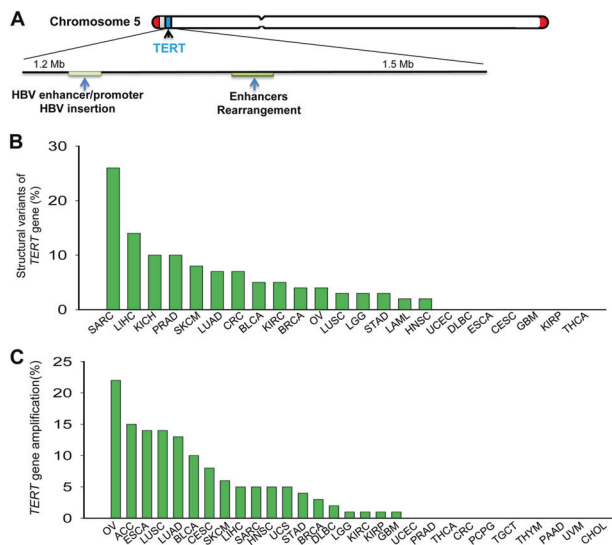 A
Chromosome 5
TERT
1.2 Mb
1.5 Mb
HBV enhancer/promoter
HBV insertion
Enhancers
Rearrangement
B
Structural variants of
TERT gene (%)
30
20
10
0
SARC LIHC KICH PRAD SKCM LUAD CRC BLCA KIRC BRCA OV LUSC LGG STAD LAML HNSC UCEC DLBC ESCA CESC GBM KIRP THCA
C
TERT gene amplification(%)
25
20
15
10
5
0
OV ACC ESCA LUSC LUAD BLCA CESC SKCM LIHC SARC HNSC UCS STAD BRCA DLBC LGG KIRC KIRP GBM UCEC PRAD THCA CRC PCPG TGCT THYM PAAD UVM CHOL